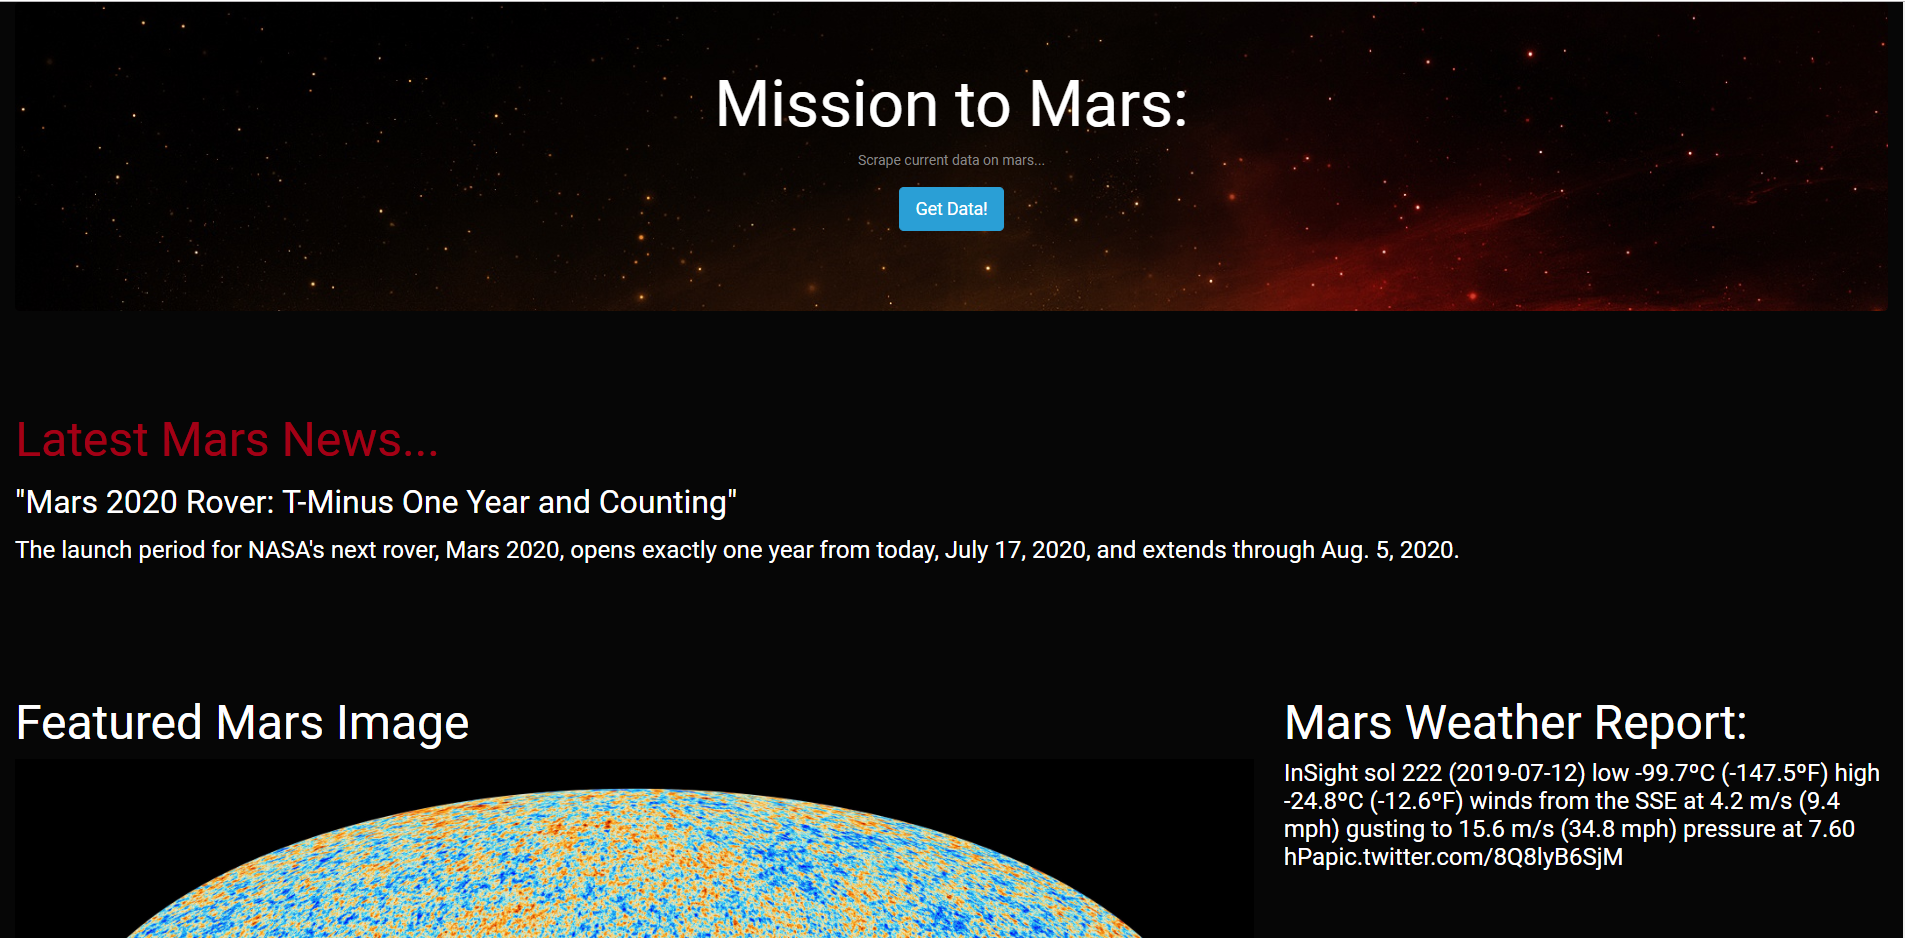 Mission to Mars:
Scrape current data on mars...
Get Data!
Latest Mars News...
"Mars 2020 Rover: T-Minus One Year and Counting"
The launch period for NASA's next rover, Mars 2020, opens exactly one year from today, July 17, 2020, and extends through Aug. 5, 2020.
Featured Mars Image
Mars Weather Report:
InSight sol 222 (2019-07-12) low -99.7ºC (-147.5ºF) high
-24.8ºC (-12.6ºF) winds from the SSE at 4.2 m/s (9.4
mph) gusting to 15.6 m/s (34.8 mph) pressure at 7.60
hPapic.twitter.com/8Q8lyB6SjM